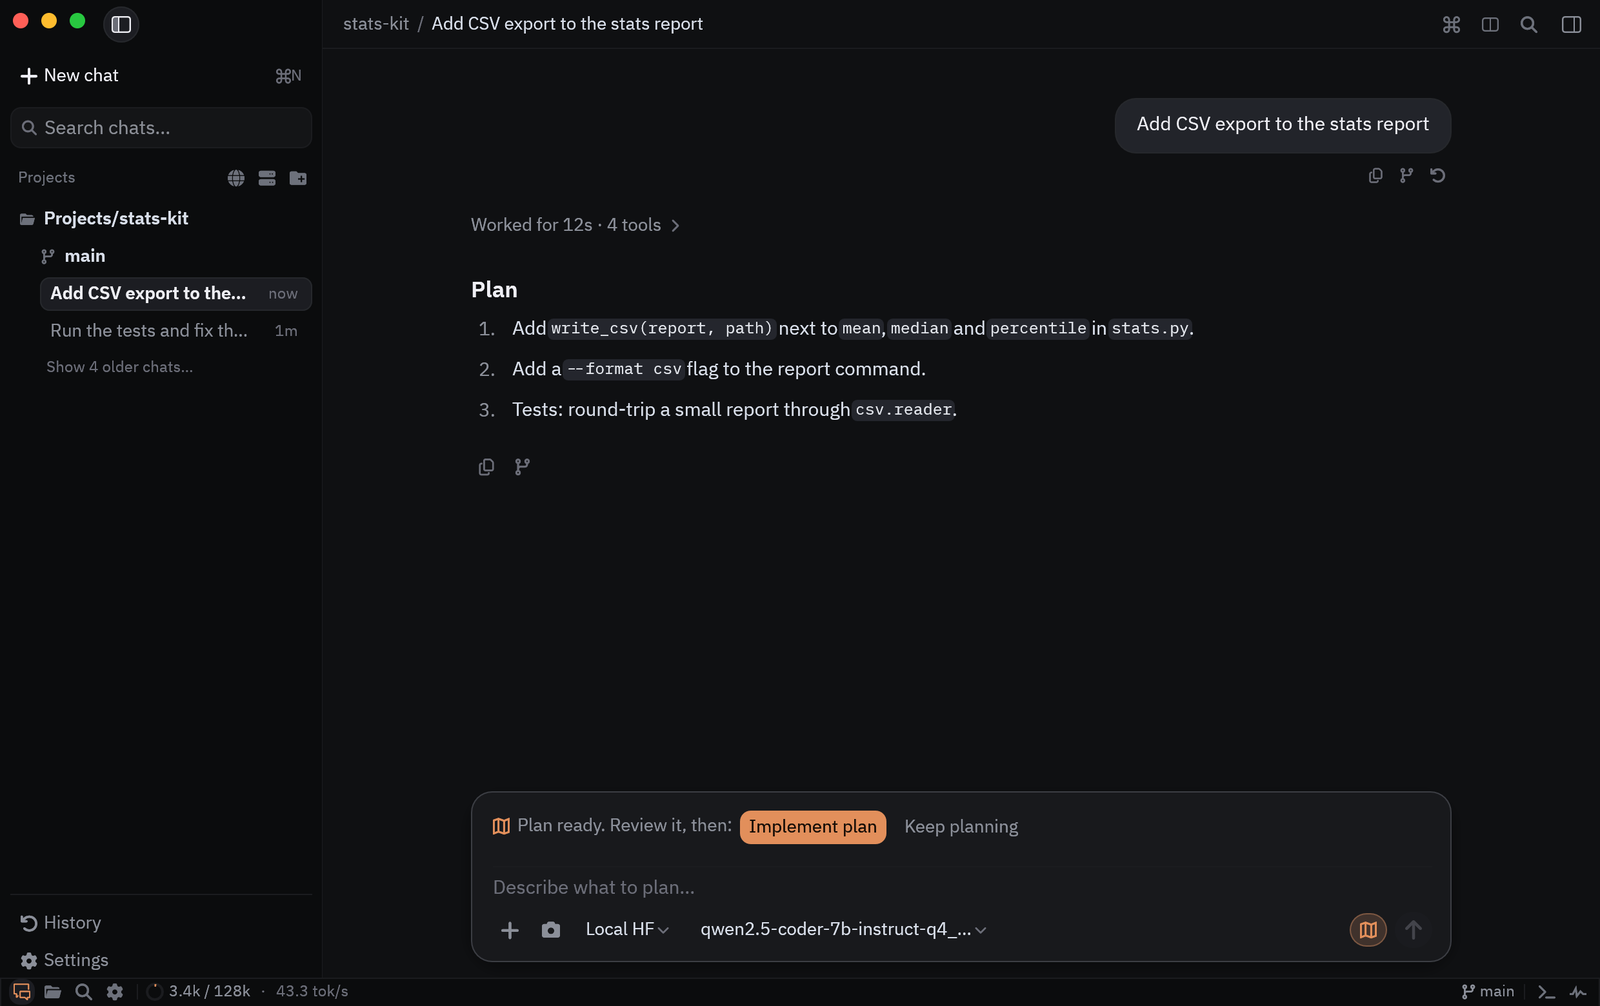 stats-kit / Add CSV export to the stats report
New chat ⌘N
Search chats...
Projects
Projects/stats-kit
main
Add CSV export to the... now
Run the tests and fix th... 1m
Show 4 older chats...
History
Settings
Add CSV export to the stats report
Worked for 12s · 4 tools
Plan
1. Add write_csv(report, path) next to mean, median and percentile in stats.py.
2. Add a --format csv flag to the report command.
3. Tests: round-trip a small report through csv.reader.
Plan ready. Review it, then: Implement plan Keep planning
Describe what to plan...
Local HF qwen2.5-coder-7b-instruct-q4_...
3.4k / 128k · 43.3 tok/s
main